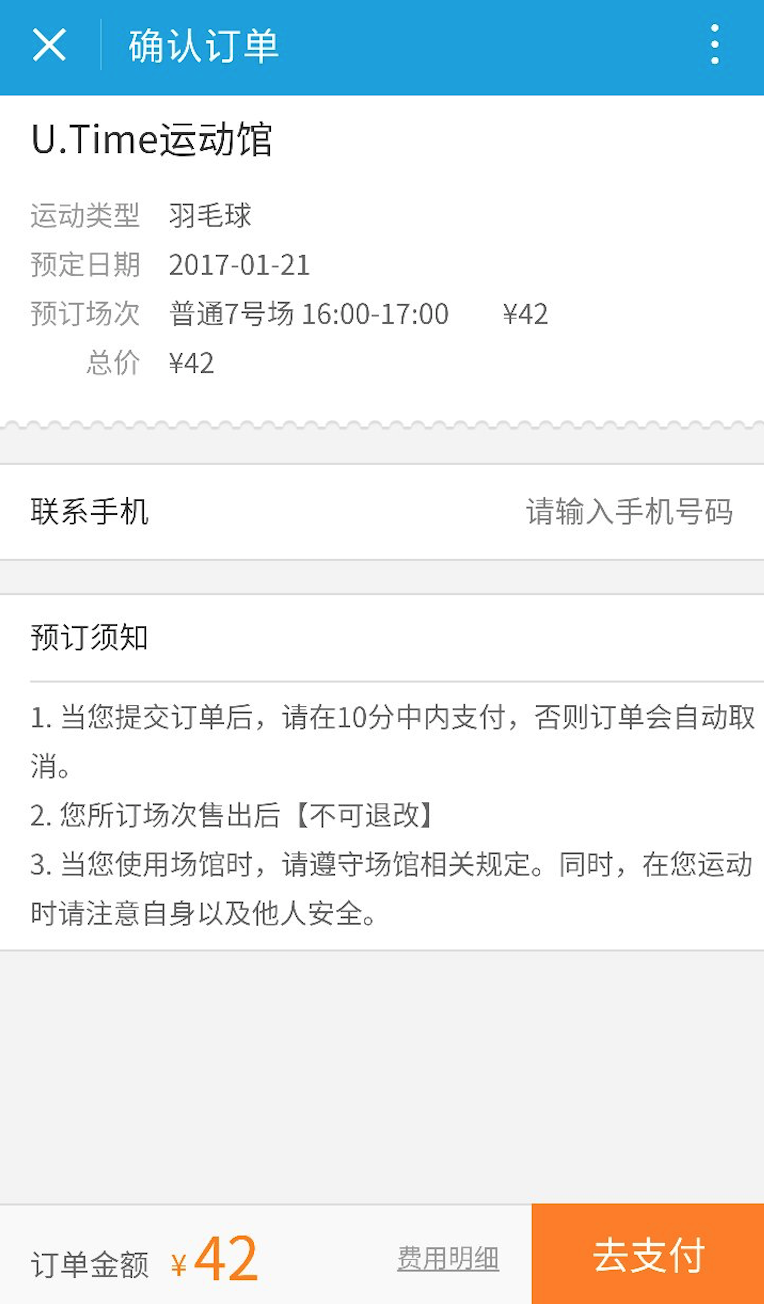 确认订单
U.Time运动馆
运动类型 羽毛球
预定日期 2017-01-21
预订场次 普通7号场 16:00-17:00 ¥42
总价 ¥42
联系手机 请输入手机号码
预订须知
1. 当您提交订单后，请在10分中内支付，否则订单会自动取
消。
2. 您所订场次售出后【不可退改】
3. 当您使用场馆时，请遵守场馆相关规定。同时，在您运动
时请注意自身以及他人安全。
订单金额 ¥42 费用明细 去支付